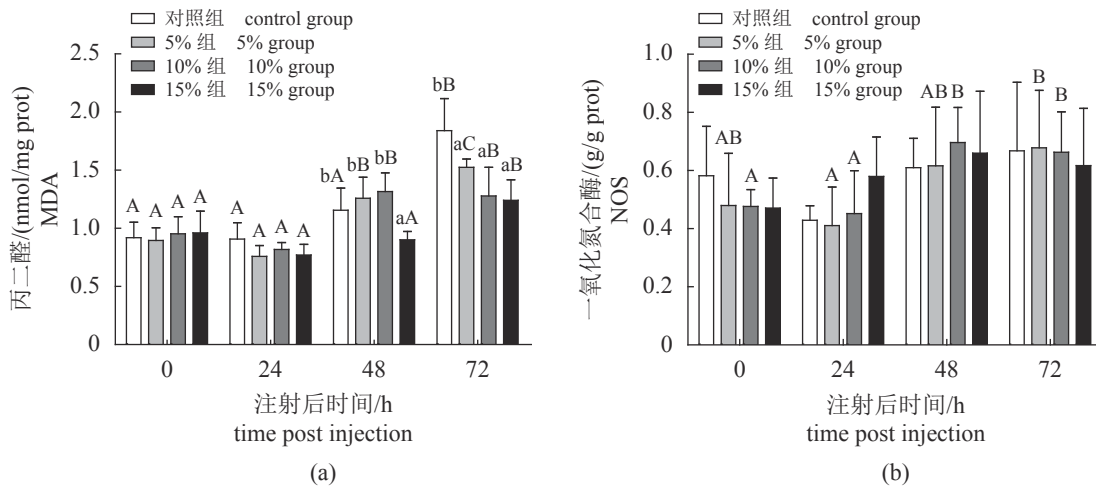 对照组 control group
5% 组 5% group
10% 组 10% group
15% 组 15% group
丙二醛/(nmol/mg prot)
MDA
2.5
2.0
1.5
1.0
0.5
0
A A A A
A A A A
bA bB bB aA
bB aC aB aB
0 24 48 72
注射后时间/h
time post injection
(a)
对照组 control group
5% 组 5% group
10% 组 10% group
15% 组 15% group
一氧化氮合酶/(g/g prot)
NOS
1.0
0.8
0.6
0.4
0.2
0
AB A
A A
AB B
B B
0 24 48 72
注射后时间/h
time post injection
(b)